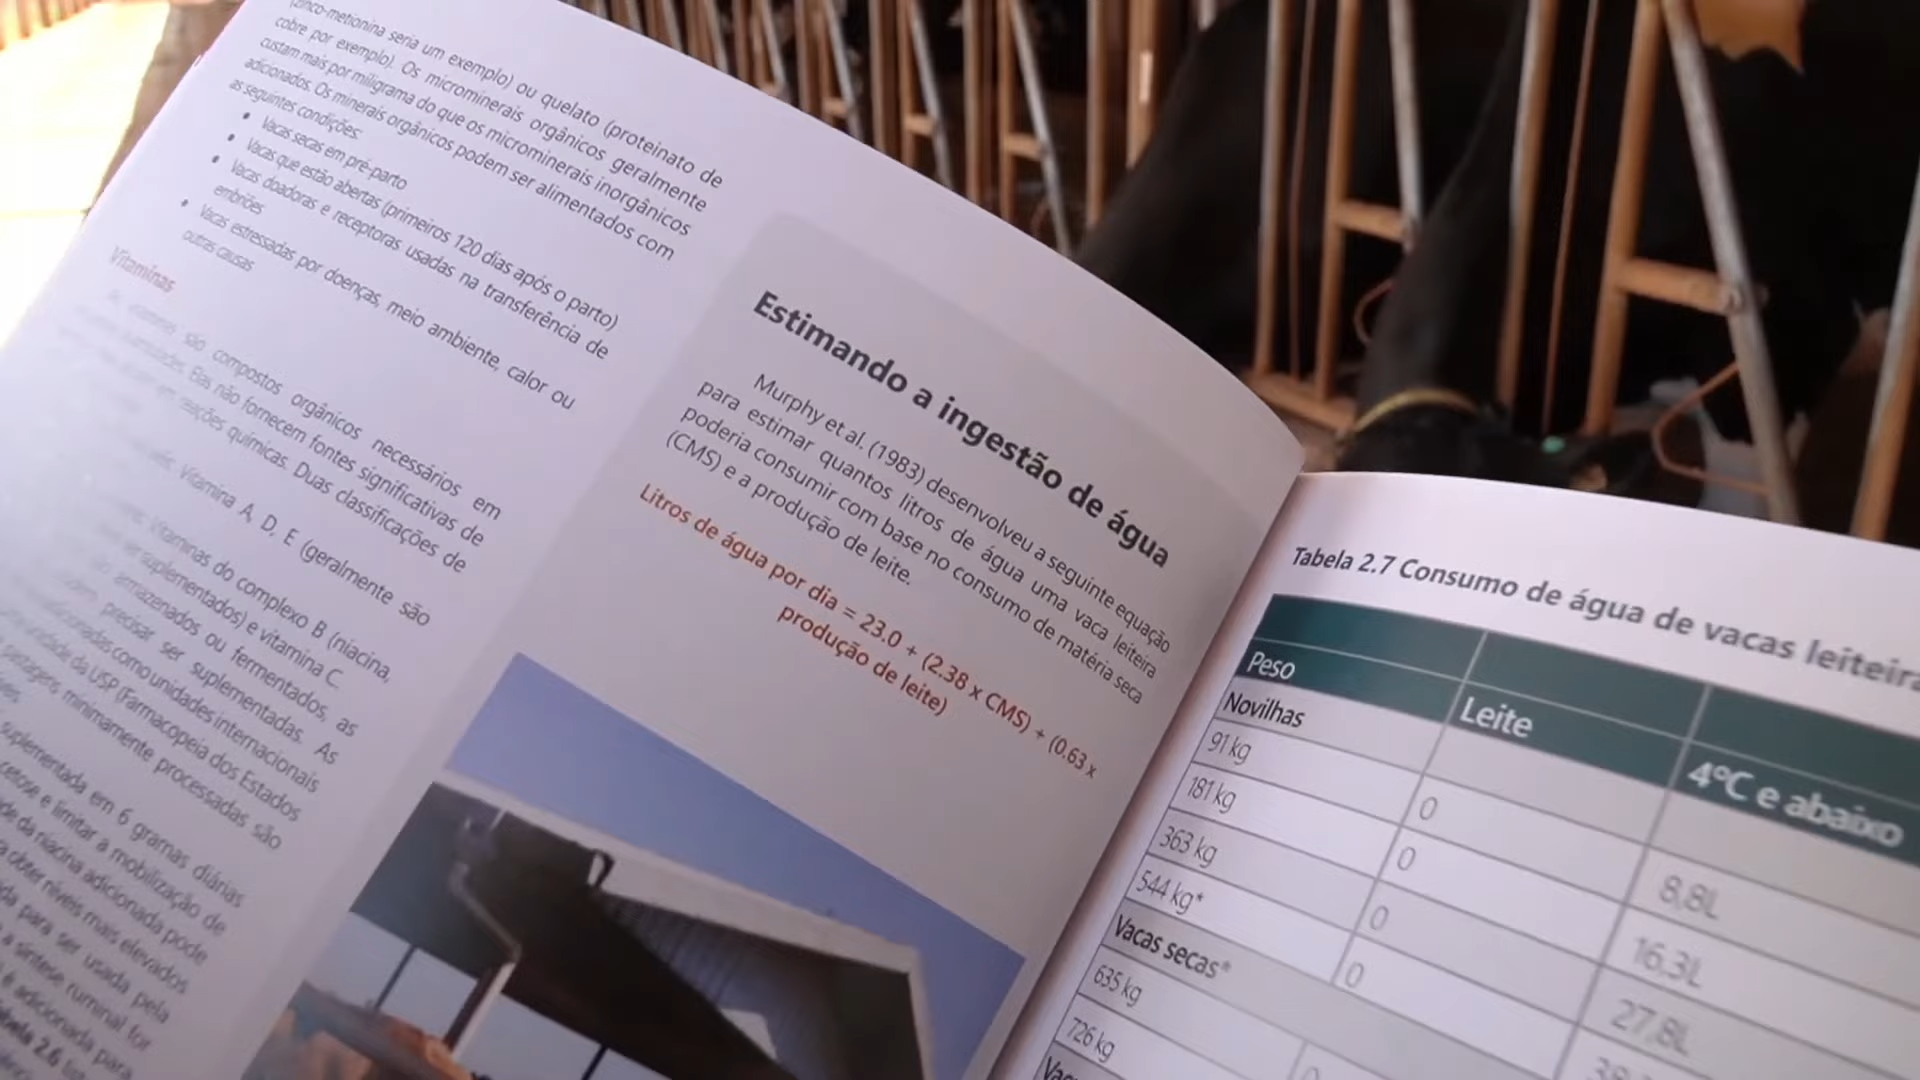 (zinco-metionina seria um exemplo) ou quelato (proteinato de
cobre por exemplo). Os microminerais orgânicos geralmente
custam mais por miligrama do que os microminerais inorgânicos
adicionados. Os minerais orgânicos podem ser alimentados com
as seguintes condições:
• Vacas secas em pré-parto
• Vacas que estão abertas (primeiros 120 dias após o parto)
• Vacas doadoras e receptoras usadas na transferência de
embriões
• Vacas estressadas por doenças, meio ambiente, calor ou
outras causas
Vitaminas
são compostos orgânicos necessários em
Elas não fornecem fontes significativas de
reações químicas. Duas classificações de
Vitamina A, D, E (geralmente são
Vitaminas do complexo B (niacina,
suplementados) e vitamina C.
armazenados ou fermentados, as
precisar ser suplementadas. As
como unidades internacionais
da USP (Farmacopeia dos Estados
minimamente processadas são
suplementada em 6 gramas diárias
cetose e limitar a mobilização de
da niacina adicionada pode
obter níveis mais elevados
para ser usada pela
a síntese ruminal for
é adicionada para
2.6
Estimando a ingestão de água
Murphy et al. (1983) desenvolveu a seguinte equação
para estimar quantos litros de água uma vaca leiteira
poderia consumir com base no consumo de matéria seca
(CMS) e a produção de leite.
Litros de água por dia = 23.0 + (2.38 x CMS) + (0.63 x
produção de leite)
Tabela 2.7 Consumo de água de vacas
Peso Leite 4°C e abaixo
Novilhas
91 kg 0 8,8L
181 kg 0 16.3L
363 kg 0 27,8L
544 kg* 0
Vacas secas*
635 kg
726 kg